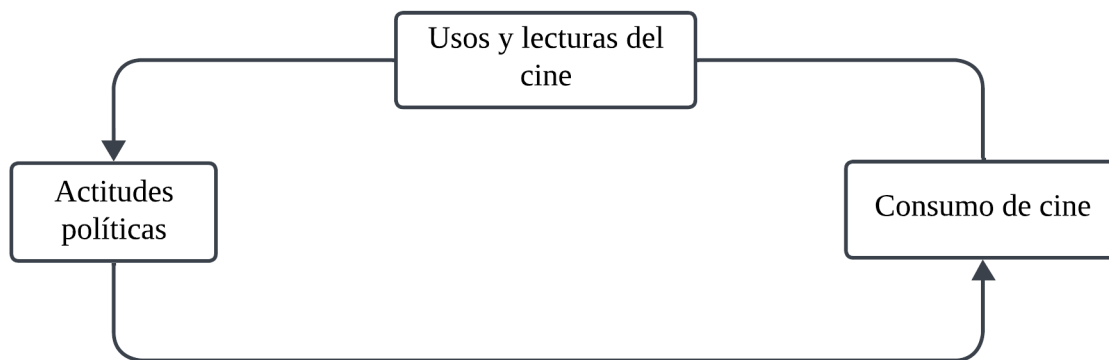 Usos y lecturas del
cine
Actitudes
políticas
Consumo de cine